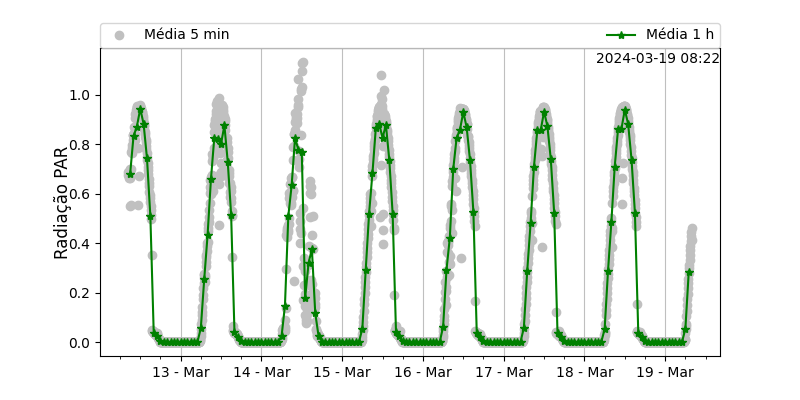 Média 5 min
Média 1 h
2024-03-19 08:22
Radiação PAR
1.0
0.8
0.6
0.4
0.2
0.0
13 - Mar
14 - Mar
15 - Mar
16 - Mar
17 - Mar
18 - Mar
19 - Mar